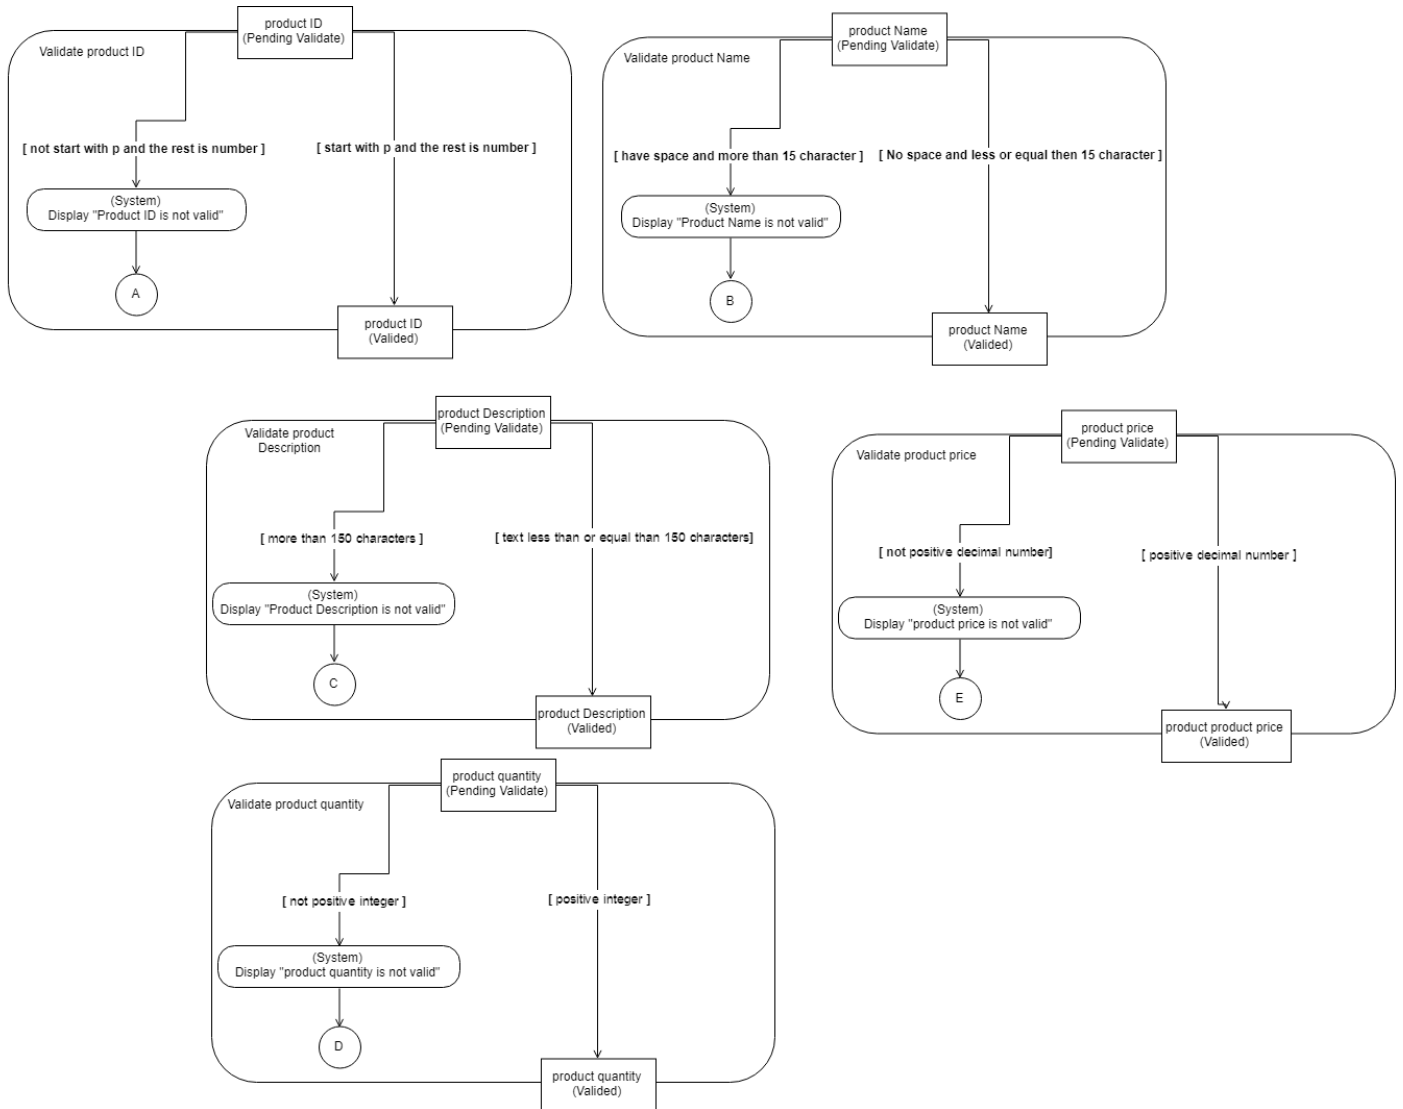 product ID
(Pending Validate)
Validate product ID
[ not start with p and the rest is number ]
[ start with p and the rest is number ]
(System)
Display "Product ID is not valid"
A
product ID
(Valided)
product Name
(Pending Validate)
Validate product Name
[ have space and more than 15 character ]
[ No space and less or equal then 15 character ]
(System)
Display "Product Name is not valid"
B
product Name
(Valided)
product Description
(Pending Validate)
Validate product
Description
[ more than 150 characters ]
[ text less than or equal than 150 characters]
(System)
Display "Product Description is not valid"
C
product Description
(Valided)
product price
(Pending Validate)
Validate product price
[ not positive decimal number]
[ positive decimal number ]
(System)
Display "product price is not valid"
E
product product price
(Valided)
product quantity
(Pending Validate)
Validate product quantity
[ not positive integer ]
[ positive integer ]
(System)
Display "product quantity is not valid"
D
product quantity
(Valided)